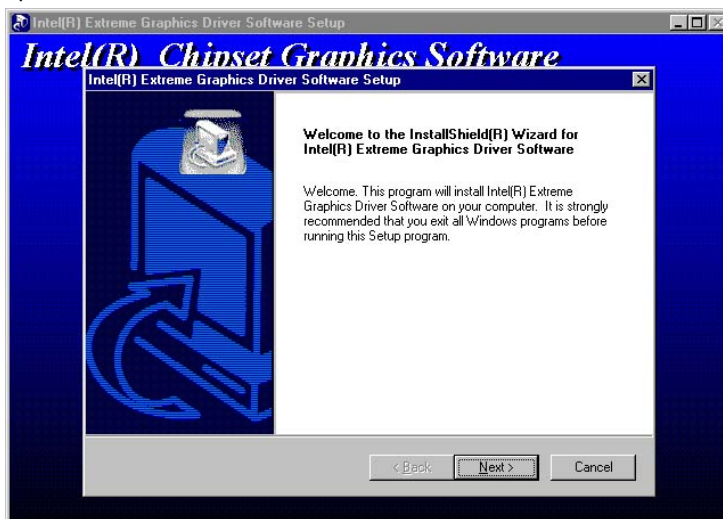 Intel(R) Extreme Graphics Driver Software Setup
Intel(R) Chipset Graphics Software
Intel(R) Extreme Graphics Driver Software Setup
Welcome to the InstallShield(R) Wizard for
Intel(R) Extreme Graphics Driver Software
Welcome. This program will install Intel(R) Extreme
Graphics Driver Software on your computer. It is strongly
recommended that you exit all Windows programs before
running this Setup program.
< Back Next > Cancel